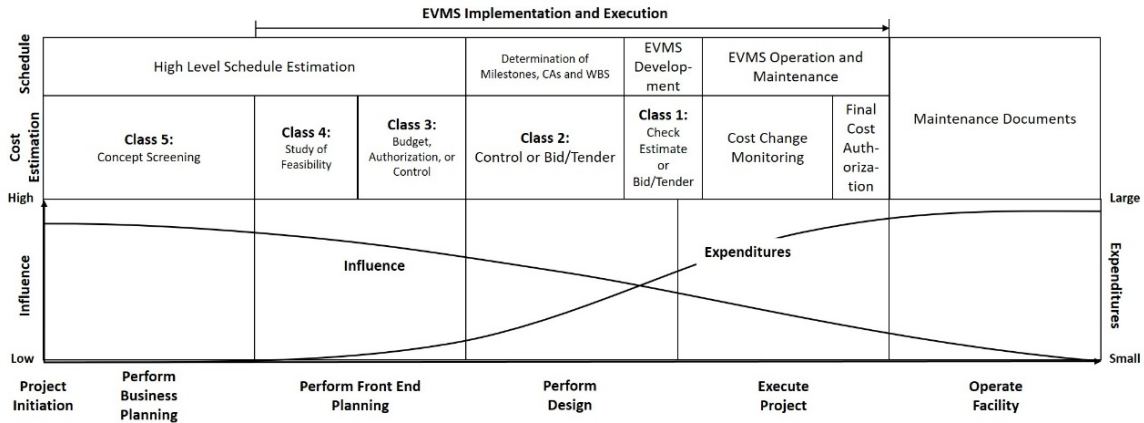 EVMS Implementation and Execution
Schedule
High Level Schedule Estimation
Determination of
Milestones, CAs and WBS
EVMS
Develop-
ment
EVMS Operation and
Maintenance
Cost
Estimation
Class 5:
Concept Screening
Class 4:
Study of
Feasibility
Class 3:
Budget,
Authorization, or
Control
Class 2:
Control or Bid/Tender
Class 1:
Check
Estimate
or
Bid/Tender
Cost Change
Monitoring
Final
Cost
Auth-
oriza-
tion
Maintenance Documents
High
Large
Influence
Influence
Expenditures
Expenditures
Low
Small
Project
Initiation
Perform
Business
Planning
Perform Front End
Planning
Perform
Design
Execute
Project
Operate
Facility